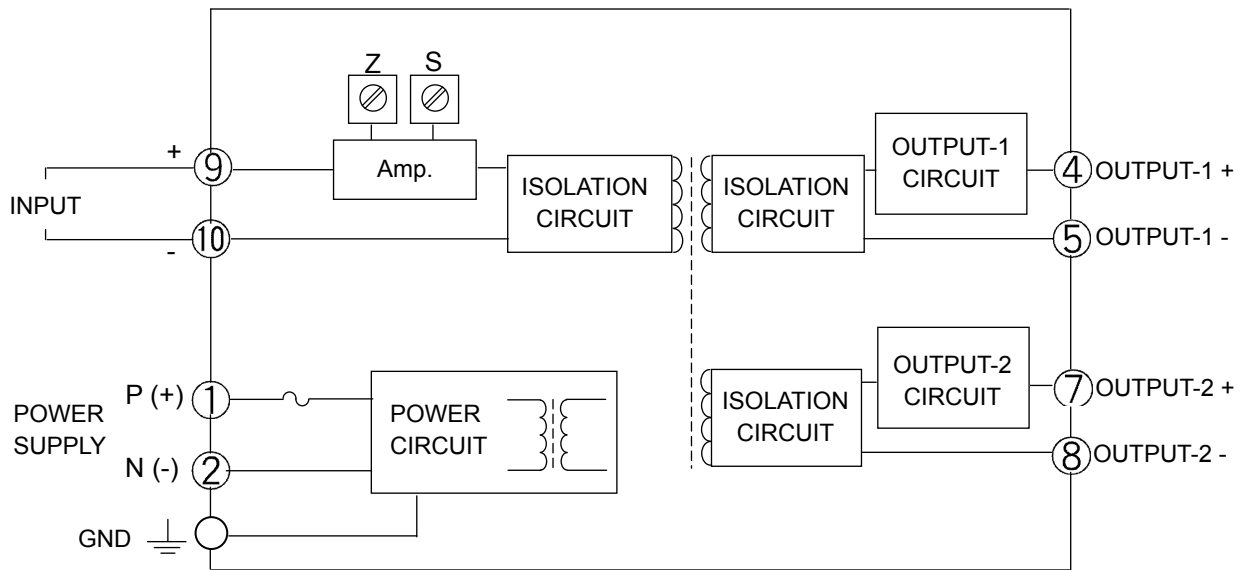 Z S
+ 9 Amp. ISOLATION CIRCUIT ISOLATION CIRCUIT OUTPUT-1 CIRCUIT 4 OUTPUT-1 +
INPUT
- 10 5 OUTPUT-1 -
P (+) 1
POWER SUPPLY
N (-) 2
GND
POWER CIRCUIT
ISOLATION CIRCUIT
OUTPUT-2 CIRCUIT
7 OUTPUT-2 +
8 OUTPUT-2 -